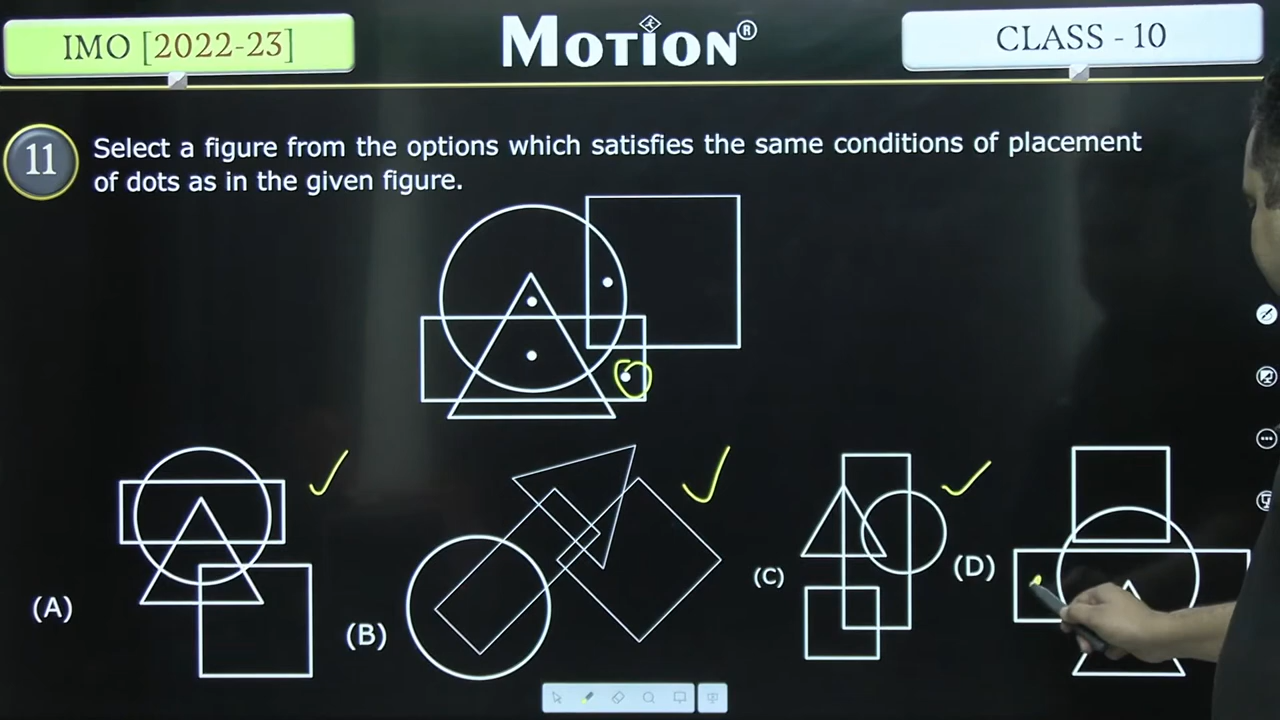 IMO [2022-23]
MOTION®
CLASS - 10
11
Select a figure from the options which satisfies the same conditions of placement
of dots as in the given figure.
(A)
(B)
(C)
(D)